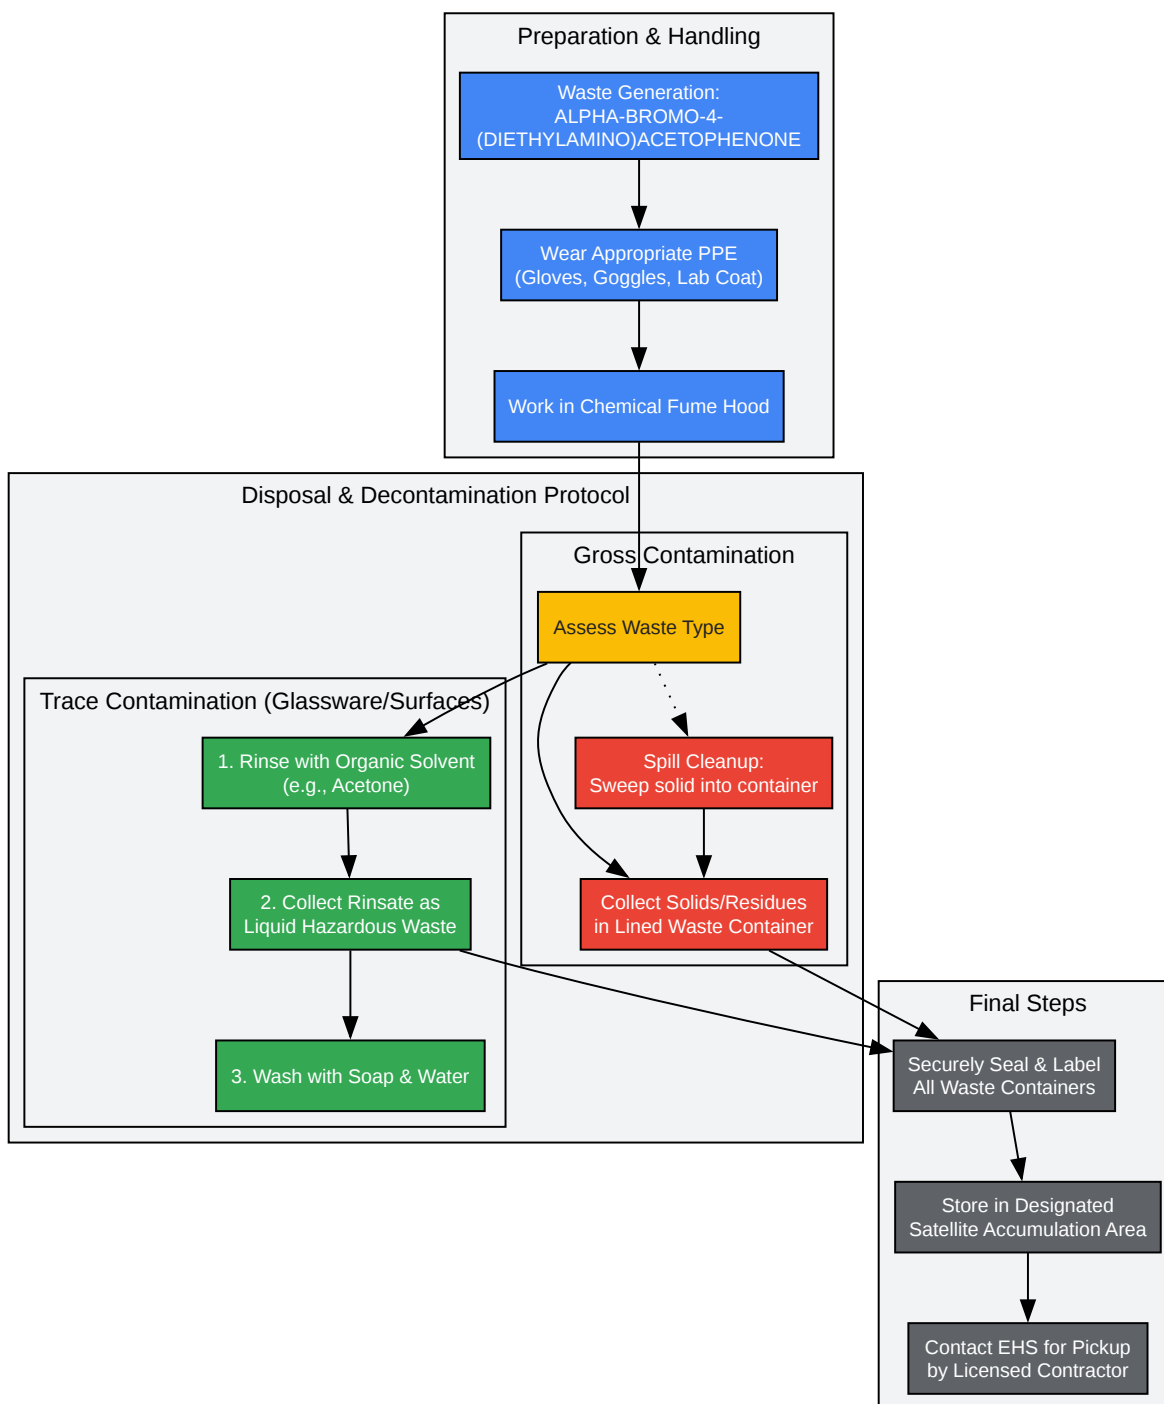 Preparation & Handling
Waste Generation:
ALPHA-BROMO-4-
(DIETHYLAMINO)ACETOPHENONE
Wear Appropriate PPE
(Gloves, Goggles, Lab Coat)
Work in Chemical Fume Hood
Disposal & Decontamination Protocol
Gross Contamination
Assess Waste Type
Trace Contamination (Glassware/Surfaces)
1. Rinse with Organic Solvent
(e.g., Acetone)
Spill Cleanup:
Sweep solid into container
2. Collect Rinsate as
Liquid Hazardous Waste
Collect Solids/Residues
in Lined Waste Container
3. Wash with Soap & Water
Final Steps
Securely Seal & Label
All Waste Containers
Store in Designated
Satellite Accumulation Area
Contact EHS for Pickup
by Licensed Contractor